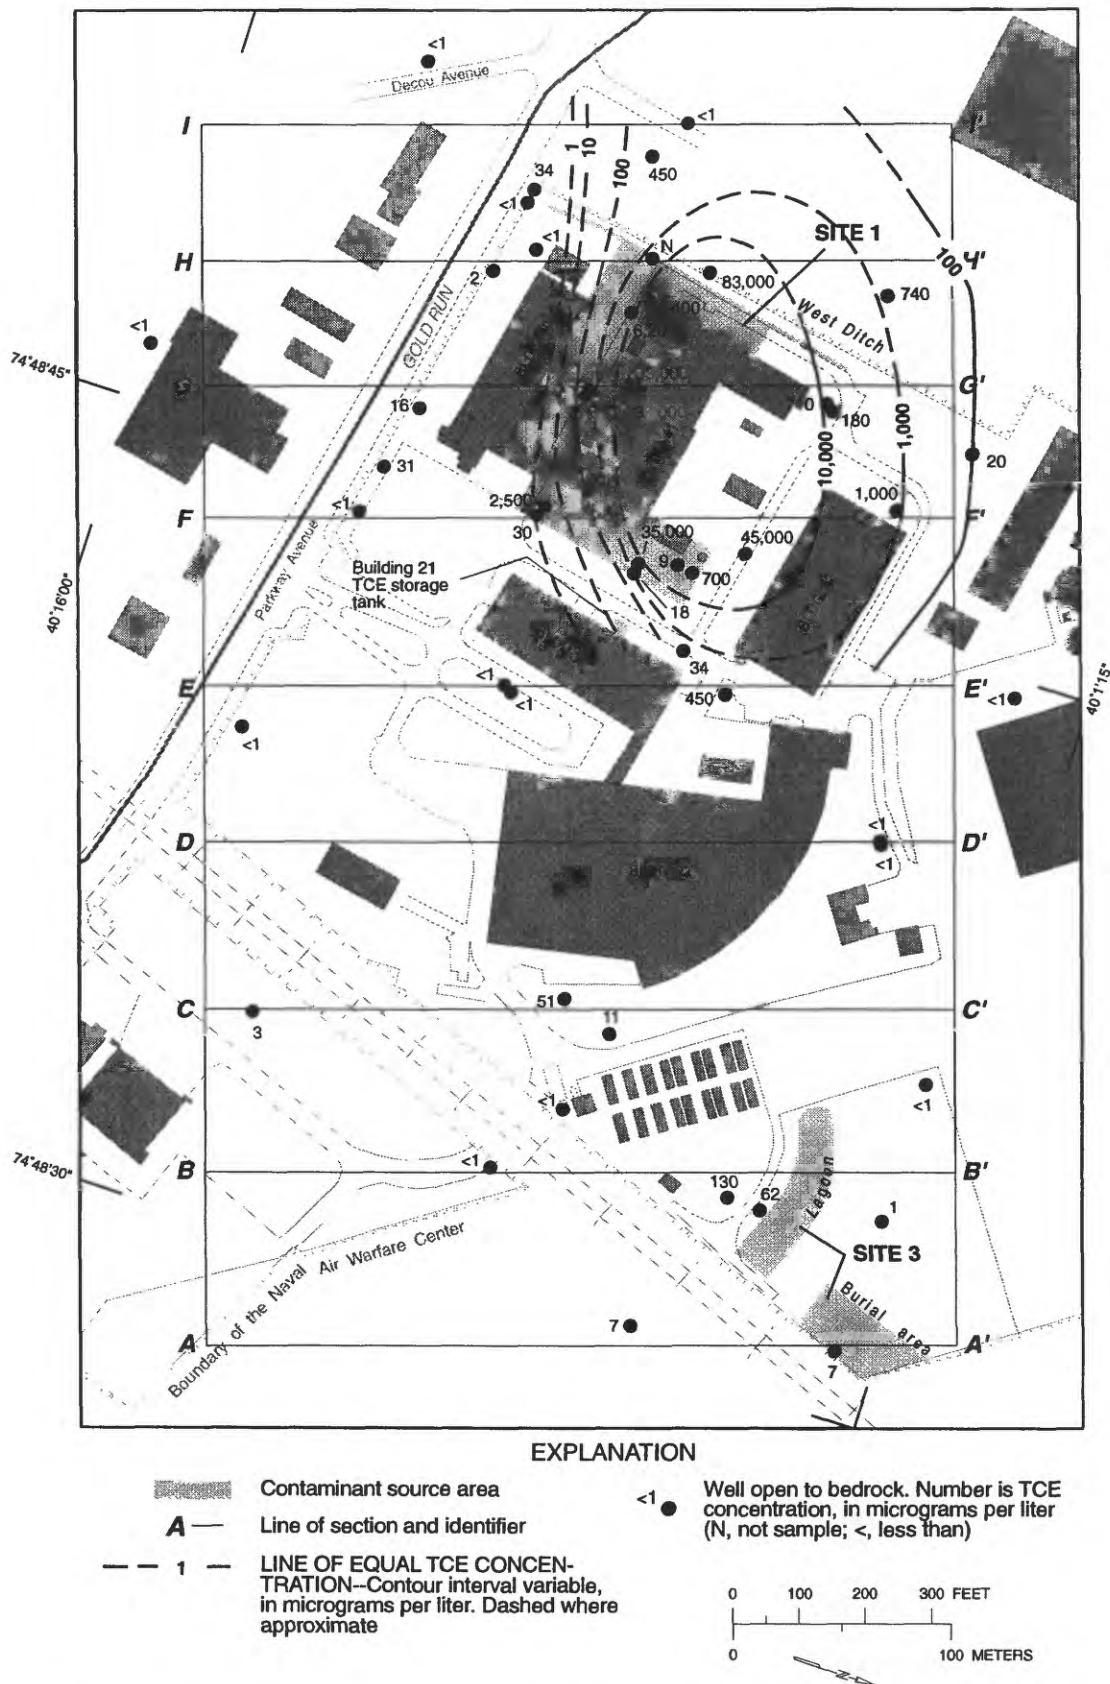 <1
Decou Avenue
I
<1
I'
1
10
100
450
34
<1
<1
N
SITE 1
H
H'
100
2
83,000
740
West Ditch
GOLD RUN
<1
74°48'45"
G'
16
180
1,000
10,000
31
20
2,500
<1
1,000
F
F'
30
35,000
45,000
Building 21
TCE storage
tank
9
700
Parkway Avenue
18
40°16'00"
34
E
<1
<1
450
E'
<1
40°1'15"
<1
D
<1
<1
D'
C
3
51
11
C'
<1
<1
74°48'30"
B
<1
B'
130
62
Lagoon
1
SITE 3
Boundary of the Naval Air Warfare Center
Burial area
A
7
7
A'
EXPLANATION
Contaminant source area
A Line of section and identifier
1 LINE OF EQUAL TCE CONCEN-
TRATION--Contour interval variable,
in micrograms per liter. Dashed where
approximate
<1 Well open to bedrock. Number is TCE
concentration, in micrograms per liter
(N, not sample; <, less than)
0 100 200 300 FEET
0 100 METERS
N